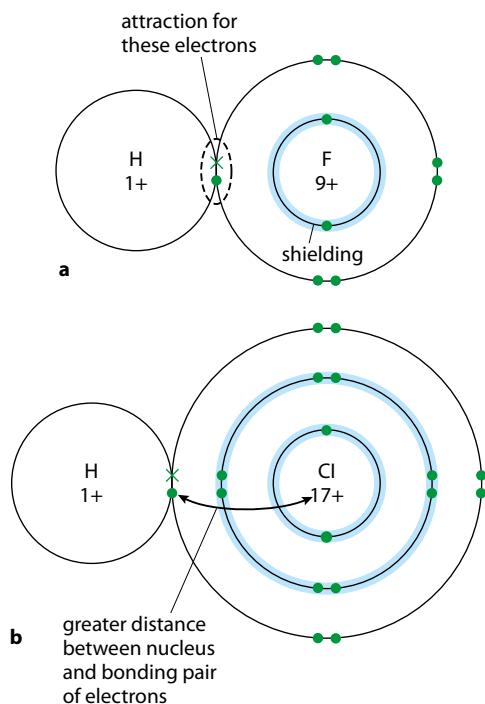 attraction for
these electrons
H
1+
×
F
9+
shielding
a
H
1+
×
Cl
17+
greater distance
between nucleus
and bonding pair
of electrons
b